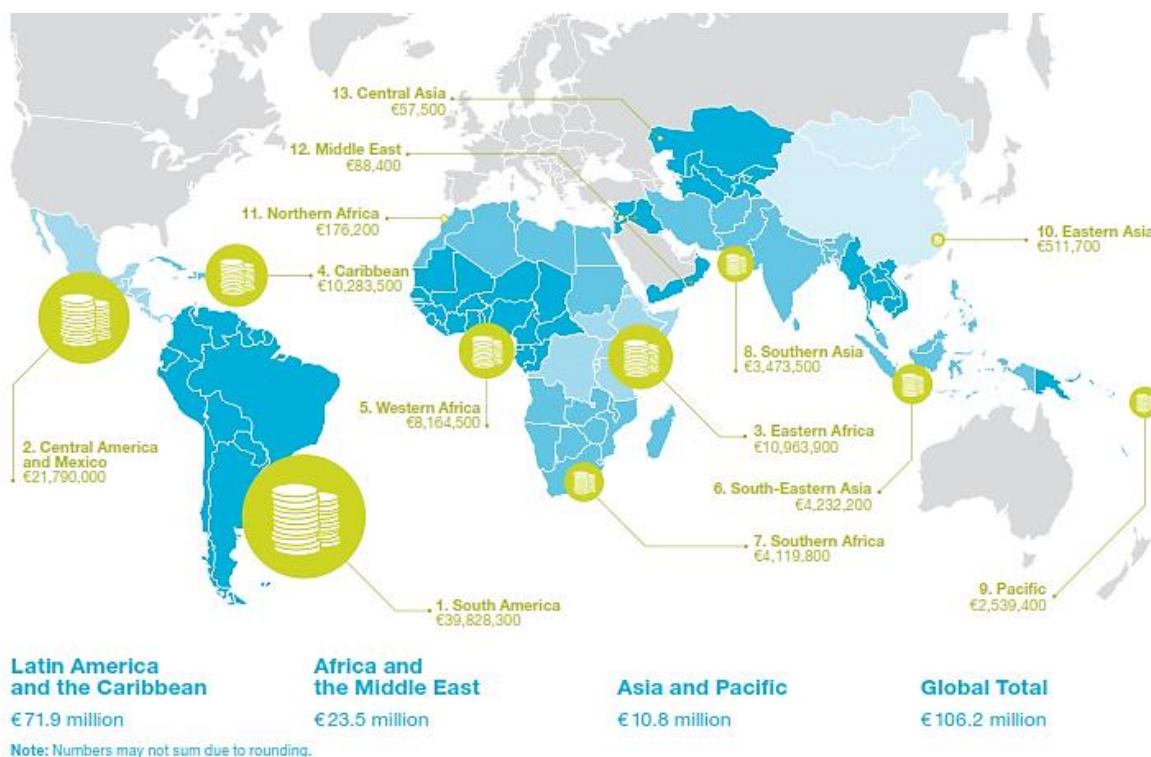 13. Central Asia
€57,500
12. Middle East
€88,400
11. Northern Africa
€176,200
10. Eastern Asia
€511,700
4. Caribbean
€10,283,500
8. Southern Asia
€3,473,500
5. Western Africa
€8,164,500
3. Eastern Africa
€10,963,900
2. Central America
and Mexico
€21,790,000
6. South-Eastern Asia
€4,232,200
7. Southern Africa
€4,119,800
9. Pacific
€2,539,400
1. South America
€39,828,300
Latin America
and the Caribbean
€71.9 million
Africa and
the Middle East
€23.5 million
Asia and Pacific
€10.8 million
Global Total
€106.2 million
Note: Numbers may not sum due to rounding.